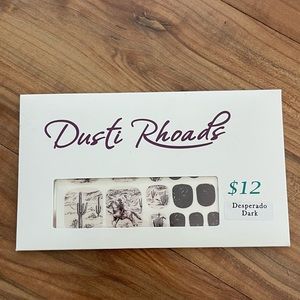 Dusti Rhoads
$12
Desperado
Dark